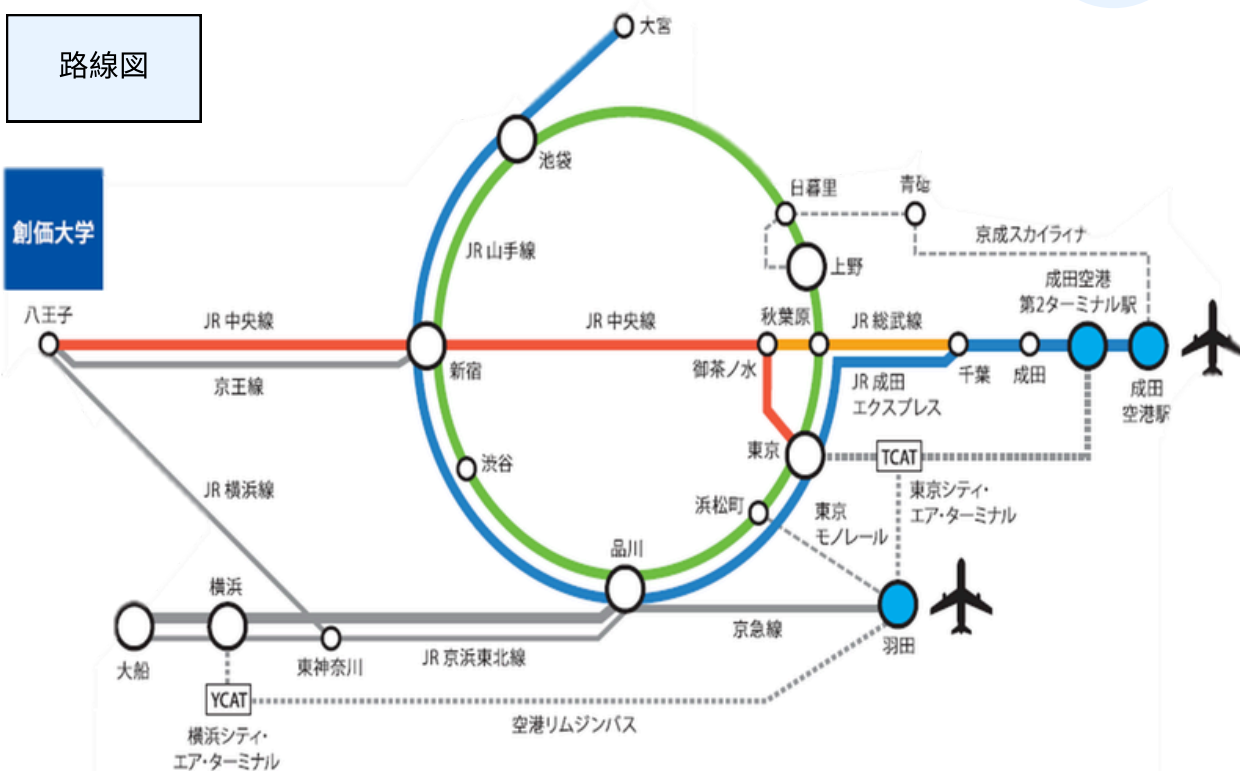 路線図
大宮
池袋
創価大学
日暮里
青砥
京成スカイライナ
JR 山手線
上野
成田空港
第2ターミナル駅
八王子
JR 中央線
JR 中央線
秋葉原
JR 総武線
京王線
新宿
御茶ノ水
JR 成田
エクスプレス
千葉
成田
成田
空港駅
東京
TCAT
渋谷
JR 横浜線
浜松町
東京
モノレール
東京シティ・
エア・ターミナル
品川
横浜
京急線
羽田
大船
東神奈川
JR 京浜東北線
YCAT
空港リムジンバス
横浜シティ・
エア・ターミナル